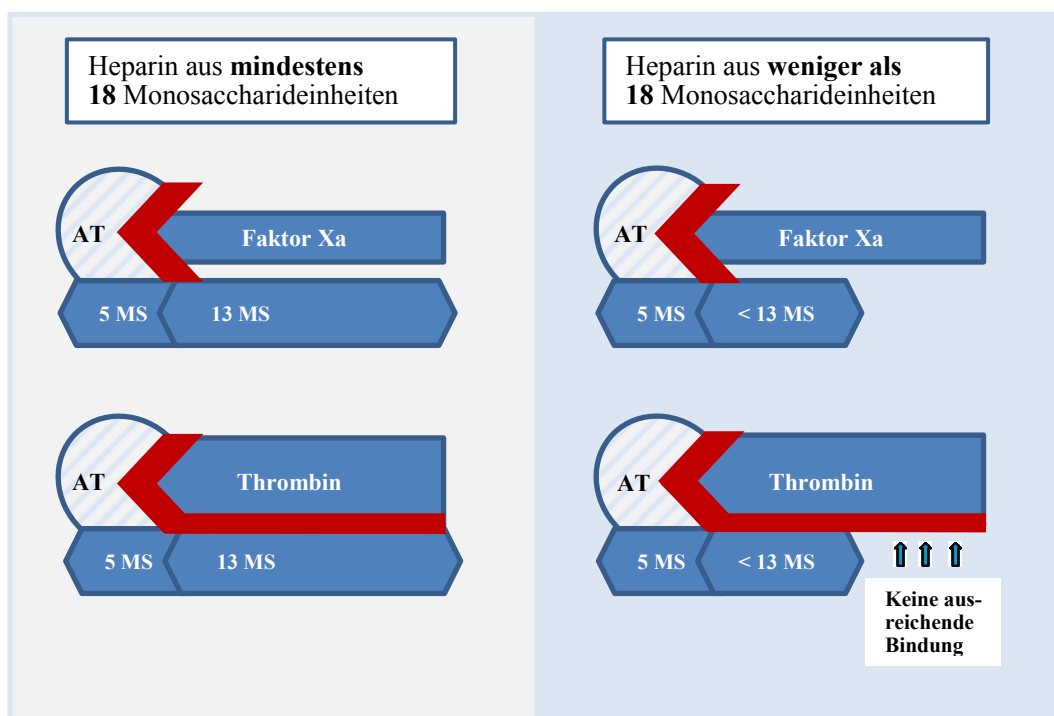 Heparin aus mindestens
18 Monosaccharideinheiten
AT
Faktor Xa
5 MS
13 MS
AT
Thrombin
5 MS
13 MS
Heparin aus weniger als
18 Monosaccharideinheiten
AT
Faktor Xa
5 MS
< 13 MS
AT
Thrombin
5 MS
< 13 MS
Keine aus-
reichende
Bindung